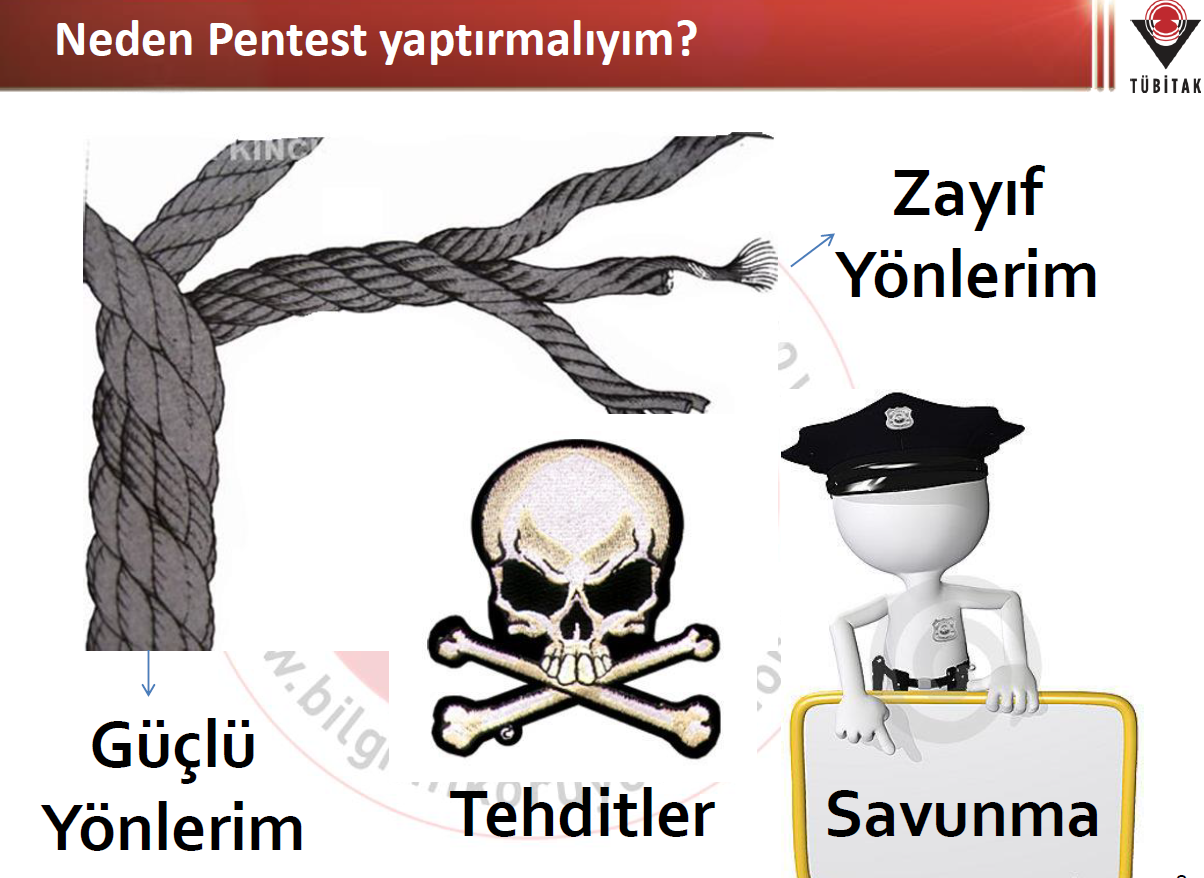 Neden Pentest yaptırmalıyım?
TÜBİTAK
Zayıf
Yönlerim
Güçlü
Yönlerim
Tehditler
Savunma